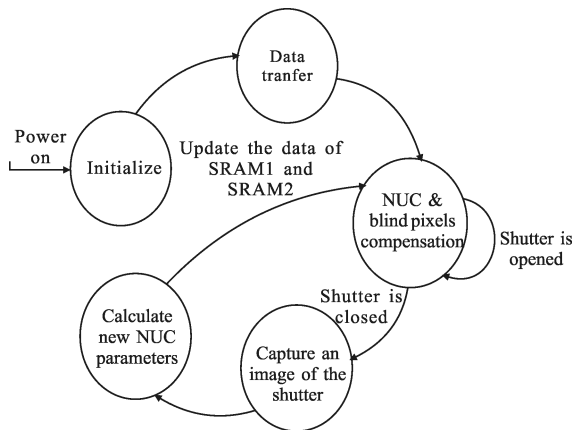 Data
tranfer
Power
on
Initialize
Update the data of
SRAM1 and
SRAM2
NUC &
blind pixels
compensation
Shutter is
opened
Shutter is
closed
Calculate
new NUC
parameters
Capture an
image of the
shutter